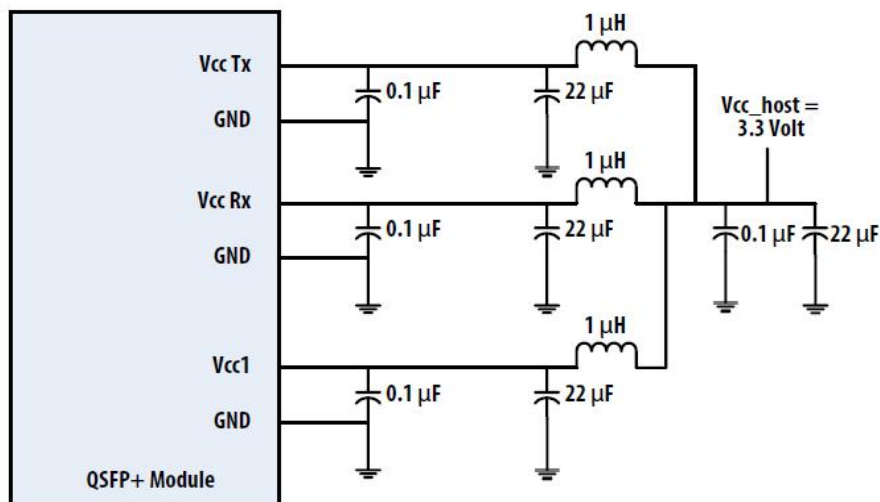 1 µH
Vcc Tx
0.1 µF
22 µF
Vcc_host =
3.3 Volt
GND
1 µH
Vcc Rx
0.1 µF
22 µF
0.1 µF
22 µF
GND
1 µH
Vcc1
0.1 µF
22 µF
GND
QSFP+ Module